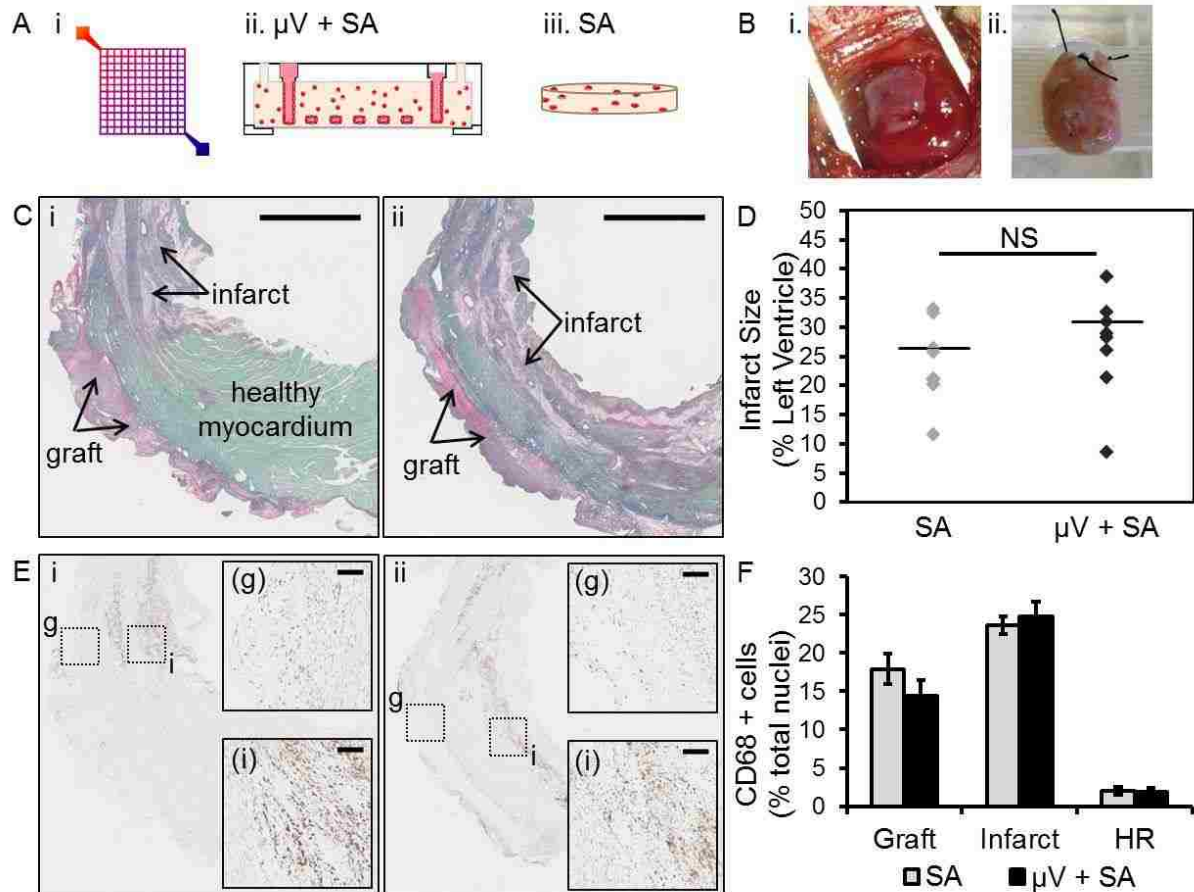 A i ii. µV + SA iii. SA
B i. ii.
C i infarct healthy myocardium graft
ii infarct graft
D
50
45
40
35
30
25
20
15
10
5
0
Infarct Size
(% Left Ventricle)
NS
SA µV + SA
E i g i (g) (i)
ii g i (g) (i)
F
30
25
20
15
10
5
0
CD68 + cells
(% total nuclei)
Graft Infarct HR
SA µV + SA